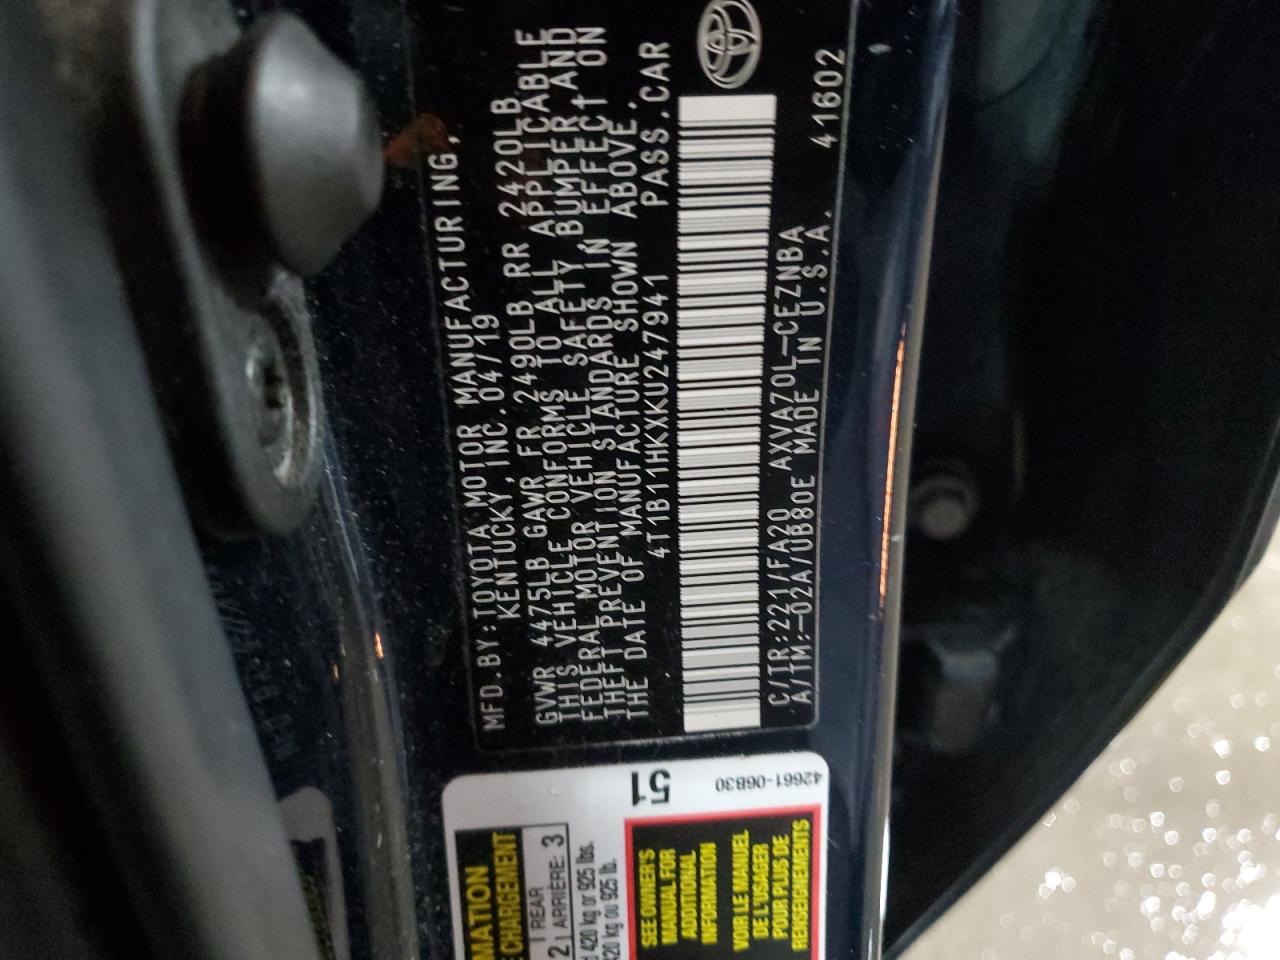 MFD.BY:TOYOTA MOTOR MANUFACTURING,
KENTUCKY,INC.04/19
GVWR 4475LB GAWR FR 2490LB RR 2420LB
THIS VEHICLE CONFORMS TO ALL APPLICABLE
FEDERAL MOTOR VEHICLE SAFETY,BUMPER,AND
THEFT PREVENTION STANDARDS IN EFFECT ON
THE DATE OF MANUFACTURE SHOWN ABOVE.
4T1B11HKXKU247941 PASS.CAR
C/TR:221/FA20 AXVA70L-CEZNBA
A/TM:-02A/UB80E MADE IN U.S.A. 41602
51
42661-06B30
MATION
CHARGEMENT
REAR
2 ARRIÈRE: 3
420 kg or 925 lbs.
420 kg ou 925 lb.
SEE OWNER'S
MANUAL FOR
ADDITIONAL
INFORMATION
VOIR LE MANUEL
DE L'USAGER
POUR PLUS DE
RENSEIGNEMENTS